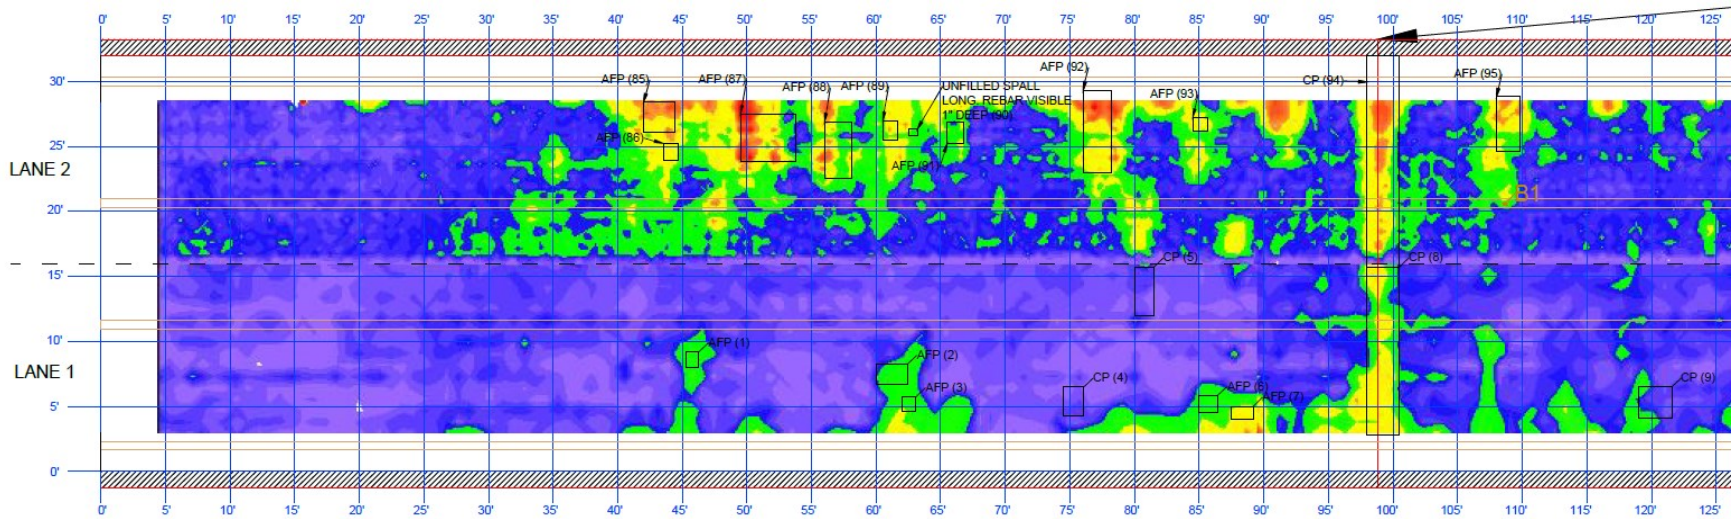 0' 5' 10' 15' 20' 25' 30' 35' 40' 45' 50' 55' 60' 65' 70' 75' 80' 85' 90' 95' 100' 105' 110' 115' 120' 125'
30'
25'
20'
15'
10'
5'
0'
LANE 2
LANE 1
AFP (85)
AFP (86)
AFP (87)
AFP (88)
AFP (89)
UNFILLED SPALL
LONG. REBAR VISIBLE
1" DEEP (90)
AFP (91)
AFP (92)
AFP (93)
CP (94)
AFP (95)
B1
CP (5)
CP (8)
AFP (1)
AFP (2)
AFP (3)
CP (4)
AFP (6)
AFP (7)
CP (9)
0' 5' 10' 15' 20' 25' 30' 35' 40' 45' 50' 55' 60' 65' 70' 75' 80' 85' 90' 95' 100' 105' 110' 115' 120' 125'